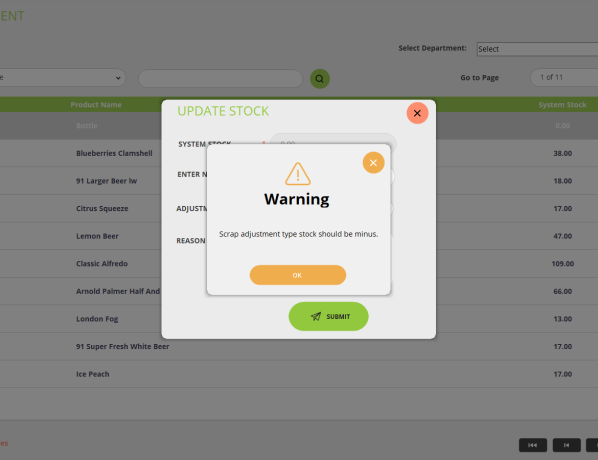 ENT
Select Department:
Select
e
Go to Page
1 of 11
Product Name
System Stock
Bottle
0.00
Blueberries Clamshell
38.00
91 Larger Beer lw
18.00
Citrus Squeeze
17.00
Lemon Beer
47.00
Classic Alfredo
109.00
Arnold Palmer Half And
66.00
London Fog
13.00
91 Super Fresh White Beer
17.00
Ice Peach
17.00
es
UPDATE STOCK
SYSTEM STOCK *
0.00
ENTER N
ADJUSTM
REASON
SUBMIT
Warning
Scrap adjustment type stock should be minus.
OK